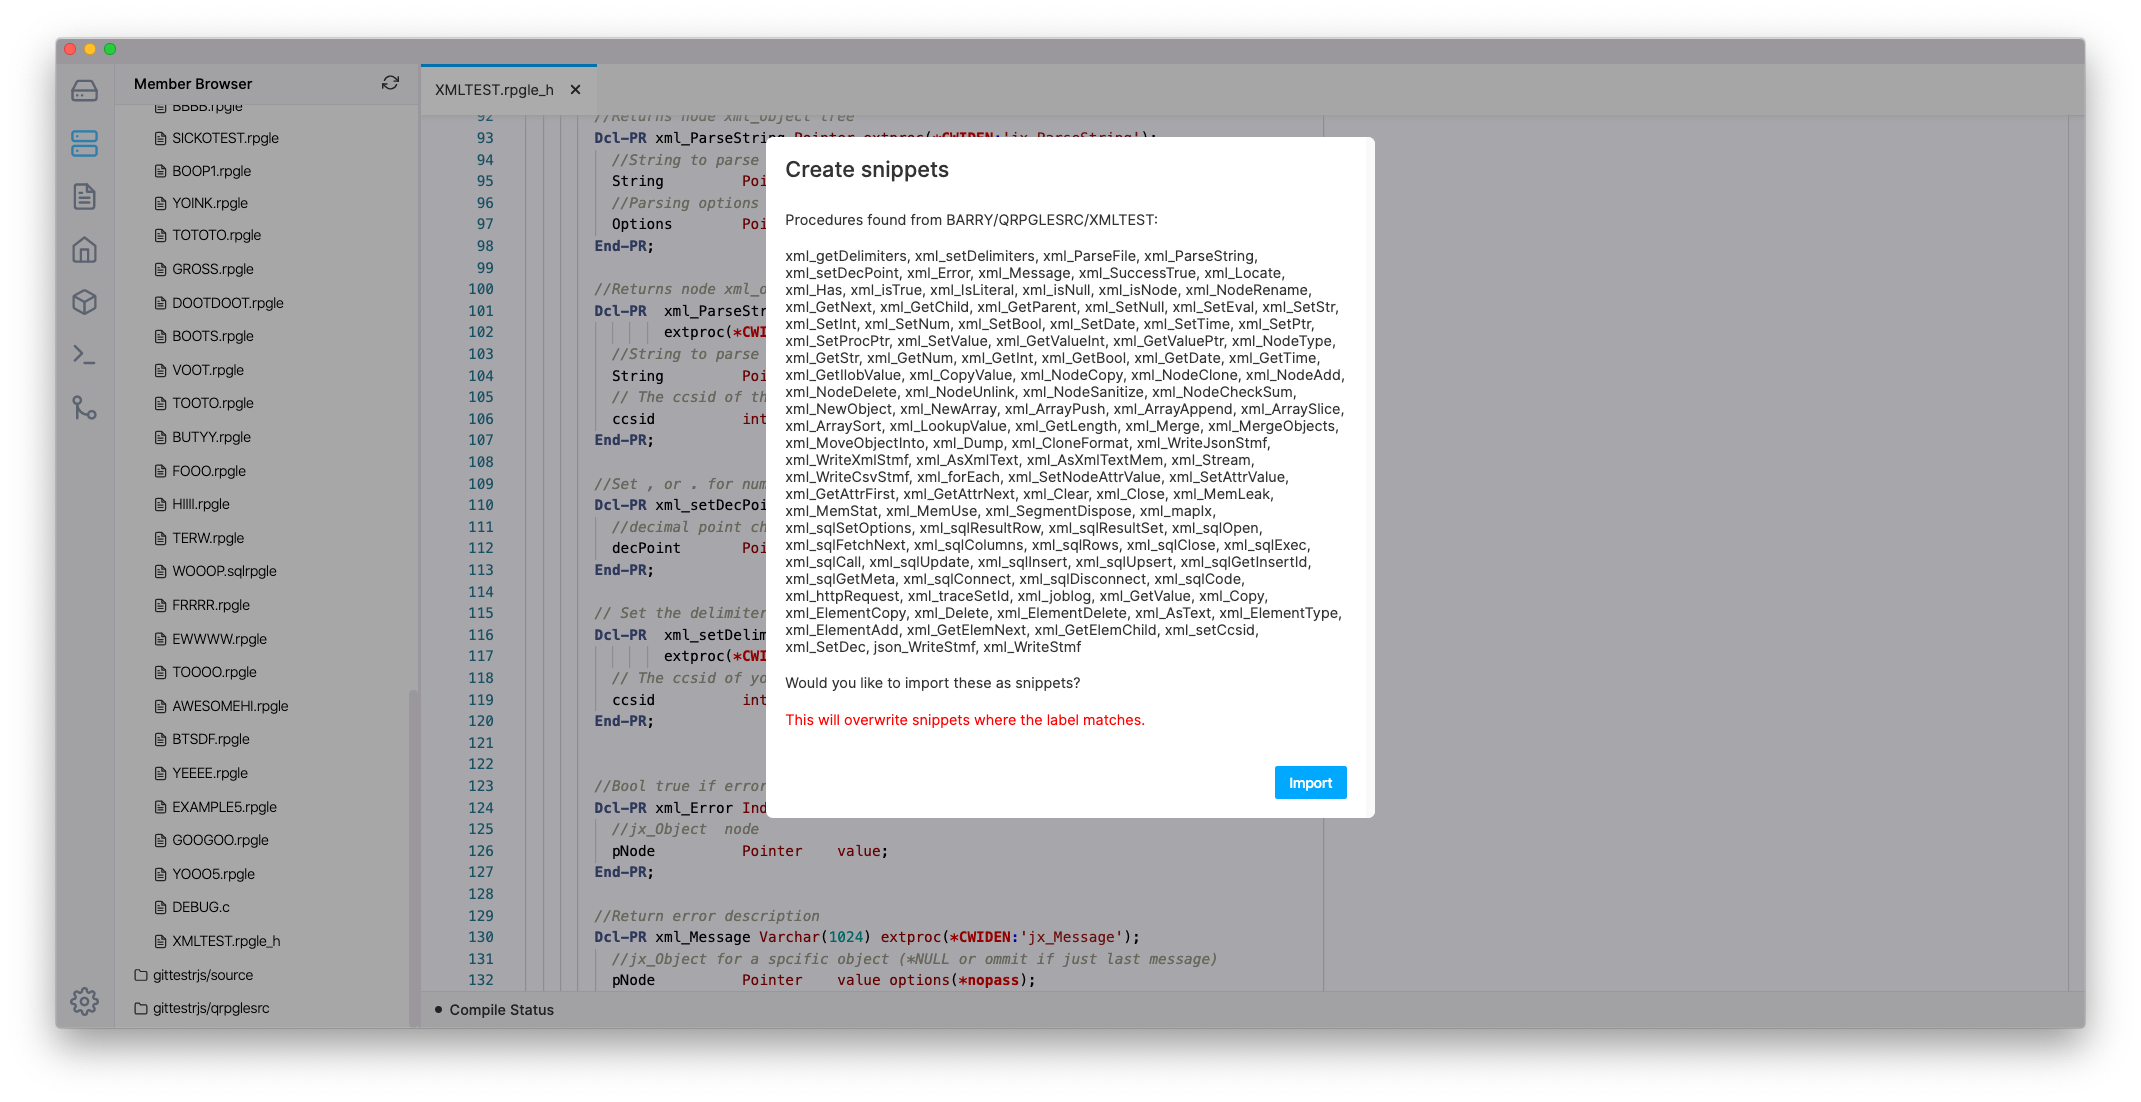 Member Browser
BBBB.rpgle
SICKOTEST.rpgle
BOOP1.rpgle
YOINK.rpgle
TOTOTO.rpgle
GROSS.rpgle
DOOTDOOT.rpgle
BOOTS.rpgle
VOOT.rpgle
TOOTO.rpgle
BUTYY.rpgle
FOOO.rpgle
HIIII.rpgle
TERW.rpgle
WOOOP.sqlrpgle
FRRRR.rpgle
EWWWW.rpgle
TOOOO.rpgle
AWESOMEHI.rpgle
BTSDF.rpgle
YEEEE.rpgle
EXAMPLE5.rpgle
GOOGOO.rpgle
YOOO5.rpgle
DEBUG.c
XMLTEST.rpgle_h
gittestrjs/source
gittestrjs/qrpglesrc
XMLTEST.rpgle_h
92 //Returns node xml_object tree
93 Dcl-PR xml_ParseString Pointer extproc(*CWIDEN:'jx_ParseString');
94 //String to parse
95 String Poi
96 //Parsing options
97 Options Poi
98 End-PR;
99
100 //Returns node xml_o
101 Dcl-PR xml_ParseStr
102 extproc(*CWI
103 //String to parse
104 String Poi
105 // The ccsid of th
106 ccsid int
107 End-PR;
108
109 //Set , or . for num
110 Dcl-PR xml_setDecPoi
111 //decimal point ch
112 decPoint Poi
113 End-PR;
114
115 // Set the delimiter
116 Dcl-PR xml_setDelim
117 extproc(*CWI
118 // The ccsid of yo
119 ccsid int
120 End-PR;
121
122
123 //Bool true if error
124 Dcl-PR xml_Error Ind
125 //jx_Object node
126 pNode Pointer value;
127 End-PR;
128
129 //Return error description
130 Dcl-PR xml_Message Varchar(1024) extproc(*CWIDEN:'jx_Message');
131 //jx_Object for a spcific object (*NULL or ommit if just last message)
132 pNode Pointer value options(*nopass);
Compile Status
Create snippets
Procedures found from BARRY/QRPGLESRC/XMLTEST:
xml_getDelimiters, xml_setDelimiters, xml_ParseFile, xml_ParseString,
xml_setDecPoint, xml_Error, xml_Message, xml_SuccessTrue, xml_Locate,
xml_Has, xml_isTrue, xml_IsLiteral, xml_isNull, xml_isNode, xml_NodeRename,
xml_GetNext, xml_GetChild, xml_GetParent, xml_SetNull, xml_SetEval, xml_SetStr,
xml_SetInt, xml_SetNum, xml_SetBool, xml_SetDate, xml_SetTime, xml_SetPtr,
xml_SetProcPtr, xml_SetValue, xml_GetValueInt, xml_GetValuePtr, xml_NodeType,
xml_GetStr, xml_GetNum, xml_GetInt, xml_GetBool, xml_GetDate, xml_GetTime,
xml_GetIlobValue, xml_CopyValue, xml_NodeCopy, xml_NodeClone, xml_NodeAdd,
xml_NodeDelete, xml_NodeUnlink, xml_NodeSanitize, xml_NodeCheckSum,
xml_NewObject, xml_NewArray, xml_ArrayPush, xml_ArrayAppend, xml_ArraySlice,
xml_ArraySort, xml_LookupValue, xml_GetLength, xml_Merge, xml_MergeObjects,
xml_MoveObjectInto, xml_Dump, xml_CloneFormat, xml_WriteJsonStmf,
xml_WriteXmlStmf, xml_AsXmlText, xml_AsXmlTextMem, xml_Stream,
xml_WriteCsvStmf, xml_forEach, xml_SetNodeAttrValue, xml_SetAttrValue,
xml_GetAttrFirst, xml_GetAttrNext, xml_Clear, xml_Close, xml_MemLeak,
xml_MemStat, xml_MemUse, xml_SegmentDispose, xml_mapIx,
xml_sqlSetOptions, xml_sqlResultRow, xml_sqlResultSet, xml_sqlOpen,
xml_sqlFetchNext, xml_sqlColumns, xml_sqlRows, xml_sqlClose, xml_sqlExec,
xml_sqlCall, xml_sqlUpdate, xml_sqlInsert, xml_sqlUpsert, xml_sqlGetInsertId,
xml_sqlGetMeta, xml_sqlConnect, xml_sqlDisconnect, xml_sqlCode,
xml_httpRequest, xml_traceSetId, xml_joblog, xml_GetValue, xml_Copy,
xml_ElementCopy, xml_Delete, xml_ElementDelete, xml_AsText, xml_ElementType,
xml_ElementAdd, xml_GetElemNext, xml_GetElemChild, xml_setCcsid,
xml_SetDec, json_WriteStmf, xml_WriteStmf
Would you like to import these as snippets?
This will overwrite snippets where the label matches.
Import